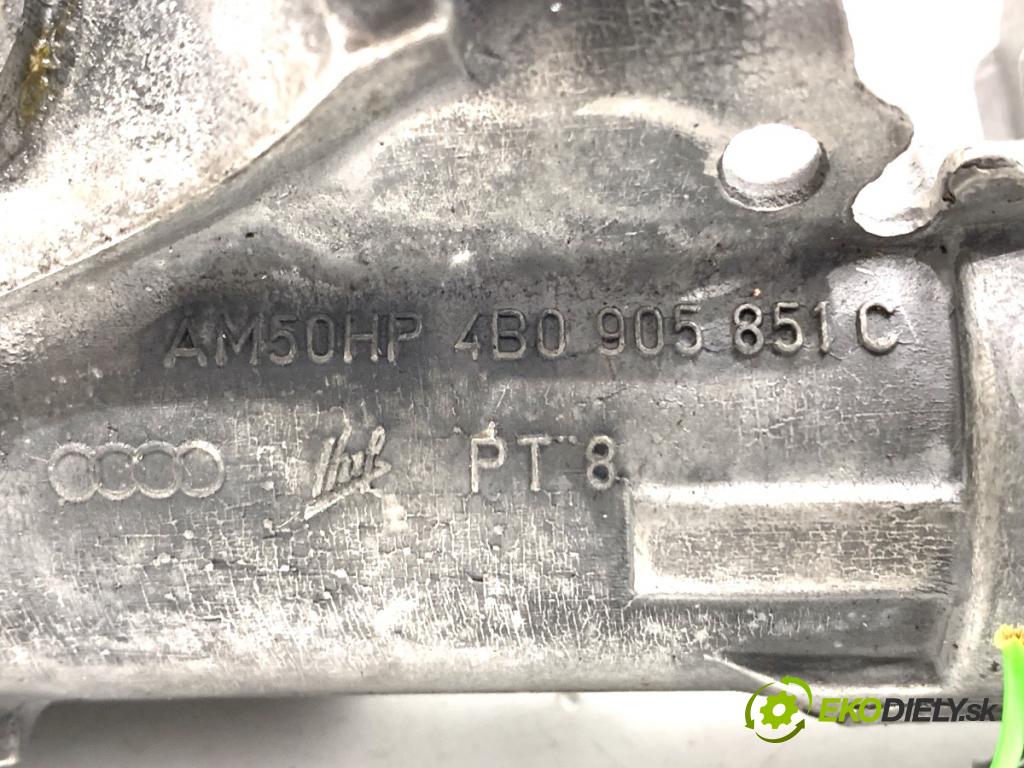 AM50HP 4B0 905 851 C
PT 8
EKODIELY.sk